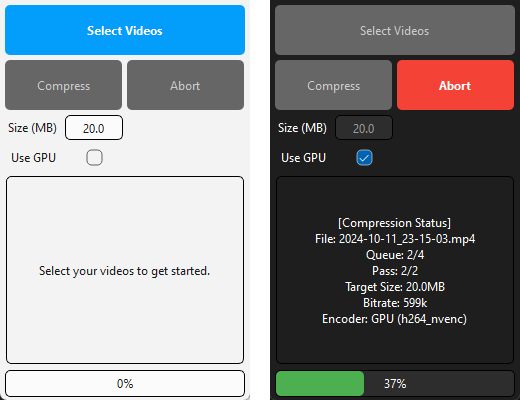 Select Videos
Compress
Abort
Size (MB)
20.0
Use GPU
Select your videos to get started.
0%
Select Videos
Compress
Abort
Size (MB)
20.0
Use GPU
[Compression Status]
File: 2024-10-11_23-15-03.mp4
Queue: 2/4
Pass: 2/2
Target Size: 20.0MB
Bitrate: 599k
Encoder: GPU (h264_nvenc)
37%